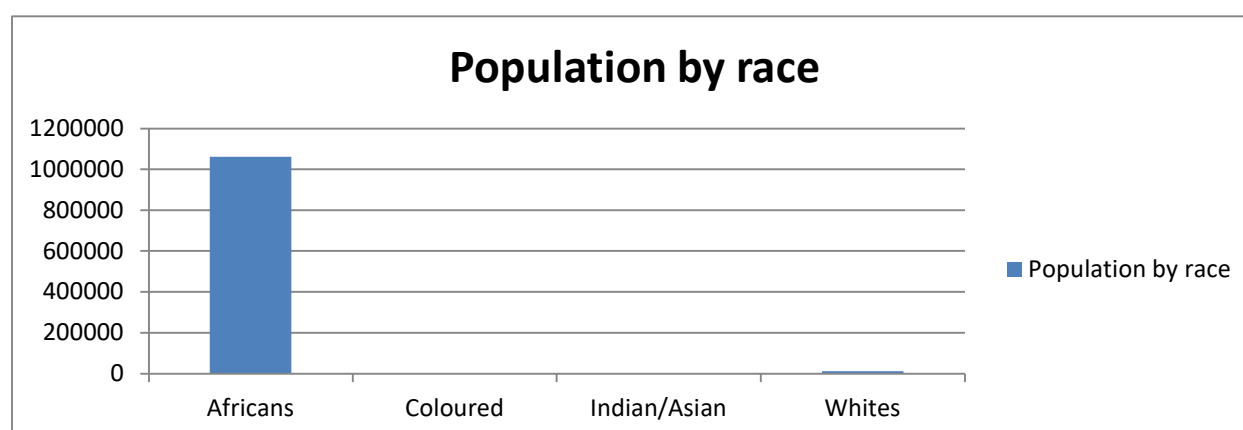 Population by race
1200000
1000000
800000
600000
400000
200000
0
Africans
Coloured
Indian/Asian
Whites
Population by race